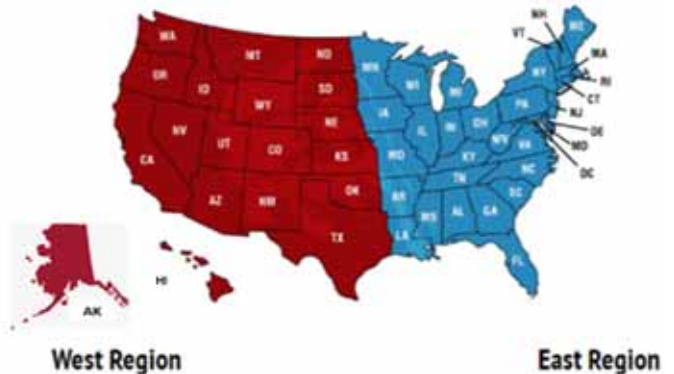 NH
VT
ME
WA
MT
ND
MN
MA
OR
ID
SD
WI
MI
NY
RI
WY
CT
NV
NE
IA
PA
NJ
UT
CO
IL
IN
OH
DE
CA
KS
MO
WV
VA
MD
KY
DC
AZ
NM
OK
AR
TN
NC
SC
TX
LA
MS
AL
GA
FL
HI
AK
West Region
East Region